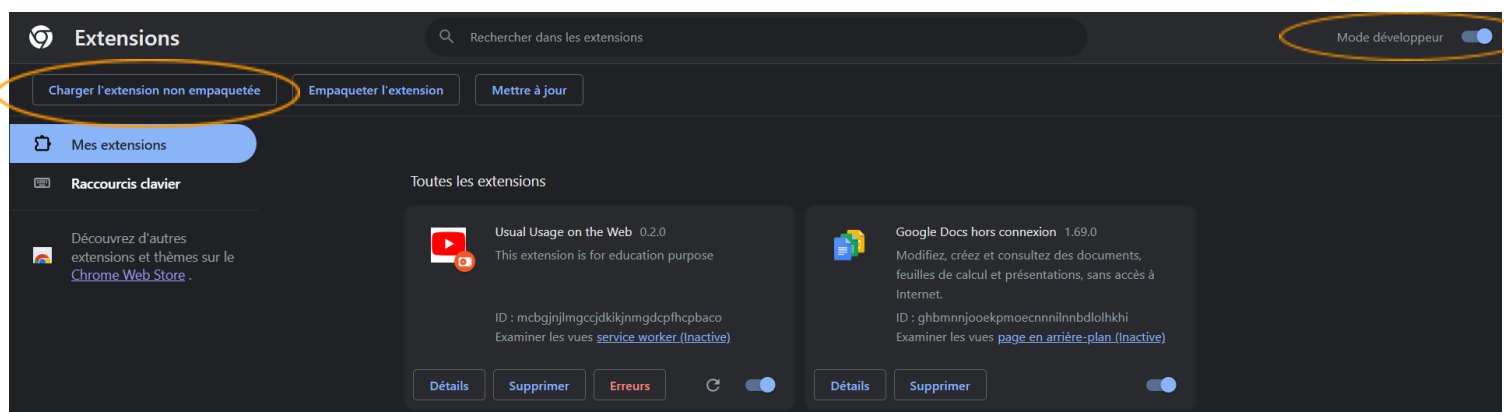 Extensions
Rechercher dans les extensions
Mode développeur
Charger l'extension non empaquetée
Empaqueter l'extension
Mettre à jour
Mes extensions
Raccourcis clavier
Découvrez d'autres
extensions et thèmes sur le
Chrome Web Store .
Toutes les extensions
Usual Usage on the Web 0.2.0
This extension is for education purpose
ID : mcbgjnjlmgccjdkikjnmgdcpfhcpbaco
Examiner les vues service worker (Inactive)
Détails
Supprimer
Erreurs
Google Docs hors connexion 1.69.0
Modifiez, créez et consultez des documents,
feuilles de calcul et présentations, sans accès à
Internet.
ID : ghbmnnjooekpmoecnnnilnnbdlolhkhi
Examiner les vues page en arrière-plan (Inactive)
Détails
Supprimer